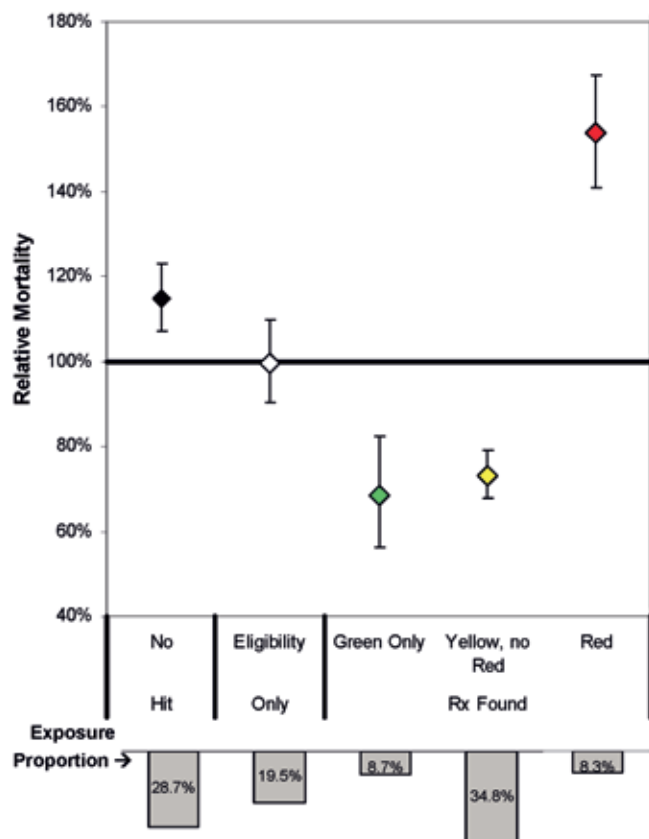 180%
160%
140%
120%
100%
80%
60%
40%
Relative Mortality
No
Hit
Eligibility
Only
Green Only
Yellow, no
Red
Red
Rx Found
Exposure
Proportion →
28.7%
19.5%
8.7%
34.8%
8.3%